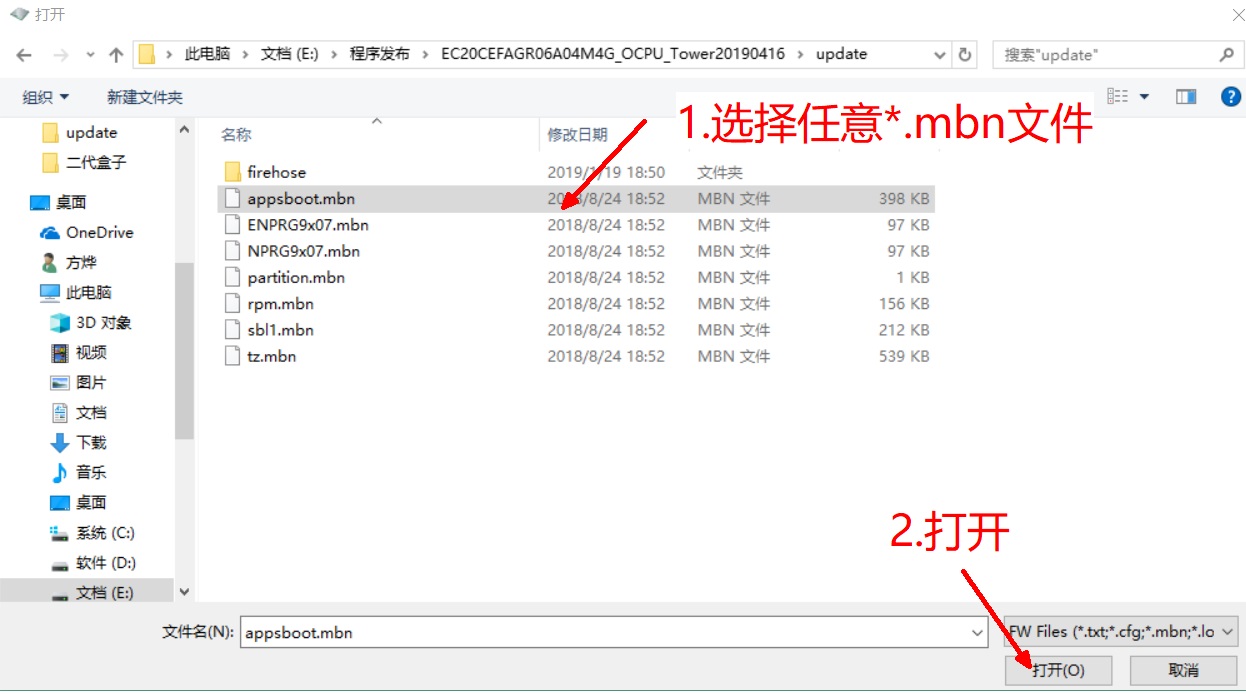 打开
此电脑 › 文档 (E:) › 程序发布 › EC20CEFAGR06A04M4G_OCPU_Tower20190416 › update
搜索"update"
组织
新建文件夹
?
1.选择任意*.mbn文件
update
二代盒子
桌面
OneDrive
方烨
此电脑
3D 对象
视频
图片
文档
下载
音乐
桌面
系统 (C:)
软件 (D:)
文档 (E:)
名称 修改日期
firehose 2019/1/19 18:50 文件夹
appsboot.mbn 2018/8/24 18:52 MBN 文件 398 KB
ENPRG9x07.mbn 2018/8/24 18:52 MBN 文件 97 KB
NPRG9x07.mbn 2018/8/24 18:52 MBN 文件 97 KB
partition.mbn 2018/8/24 18:52 MBN 文件 1 KB
rpm.mbn 2018/8/24 18:52 MBN 文件 156 KB
sbl1.mbn 2018/8/24 18:52 MBN 文件 212 KB
tz.mbn 2018/8/24 18:52 MBN 文件 539 KB
2.打开
文件名(N): appsboot.mbn
FW Files (*.txt;*.cfg;*.mbn;*.lo
打开(O)
取消